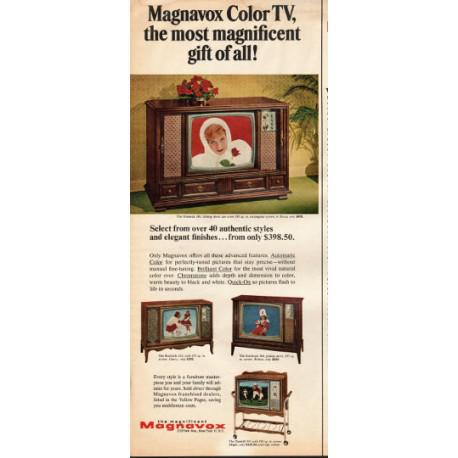 Magnavox Color TV,
the most magnificent
gift of all!
Select from over 40 authentic styles
and elegant finishes...from only $398.50.
Only Magnavox offers all these advanced features: Automatic
Color for perfectly-tuned pictures that stay precise—without
manual fine-tuning. Brilliant Color for the most vivid natural
color ever. Chromatone adds depth and dimension to color,
warm beauty to black and white. Quick-On so pictures flash to
life in seconds.
Every style is a furniture master-
piece you and your family will ad-
mire for years. Sold direct through
Magnavox franchised dealers,
listed in the Yellow Pages, saving
you middleman costs.
the magnificent
Magnavox